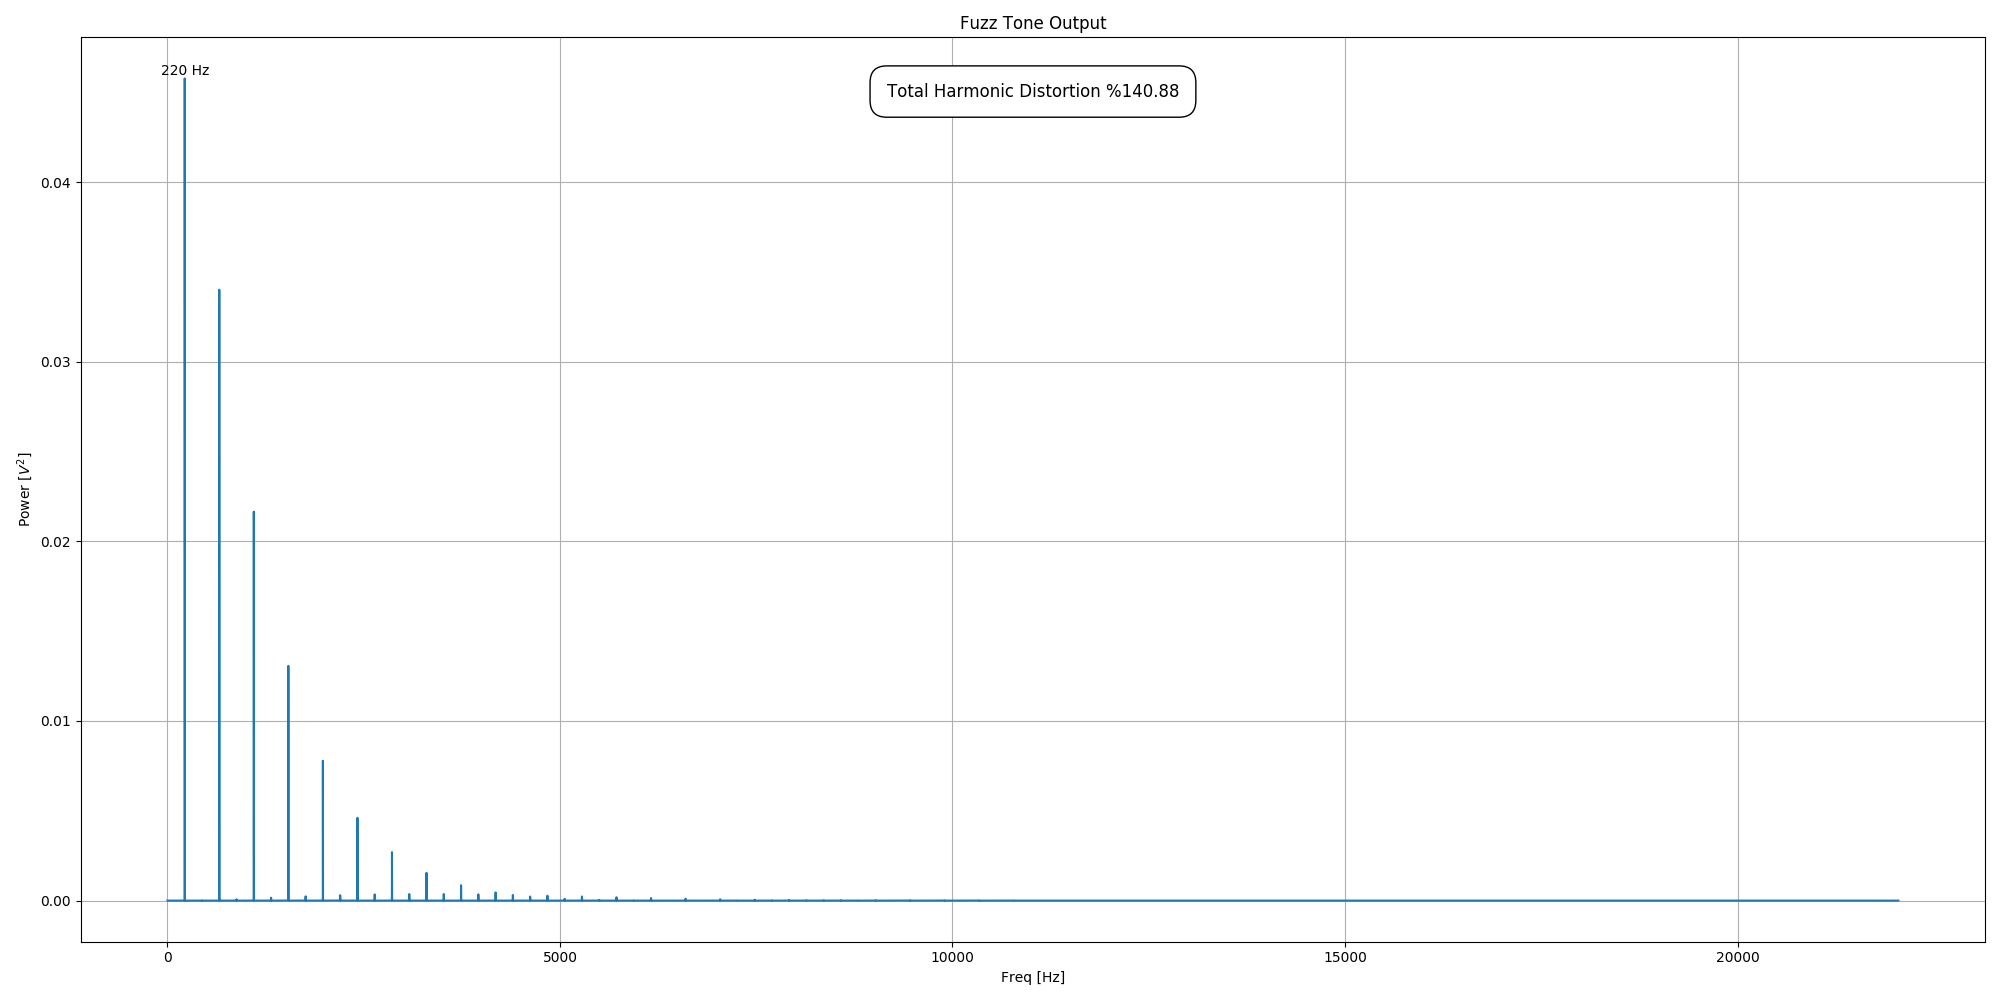 Fuzz Tone Output
220 Hz
Total Harmonic Distortion %140.88
0.04
0.03
0.02
0.01
0.00
Power [V²]
0 5000 10000 15000 20000
Freq [Hz]